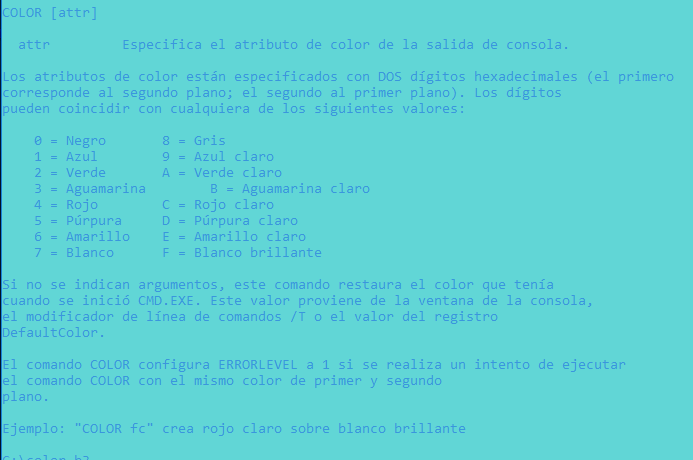 COLOR [attr]
attr Especifica el atributo de color de la salida de consola.
Los atributos de color están especificados con DOS dígitos hexadecimales (el primero
corresponde al segundo plano; el segundo al primer plano). Los dígitos
pueden coincidir con cualquiera de los siguientes valores:
0 = Negro 8 = Gris
1 = Azul 9 = Azul claro
2 = Verde A = Verde claro
3 = Aguamarina B = Aguamarina claro
4 = Rojo C = Rojo claro
5 = Púrpura D = Púrpura claro
6 = Amarillo E = Amarillo claro
7 = Blanco F = Blanco brillante
Si no se indican argumentos, este comando restaura el color que tenía
cuando se inició CMD.EXE. Este valor proviene de la ventana de la consola,
el modificador de línea de comandos /T o el valor del registro
DefaultColor.
El comando COLOR configura ERRORLEVEL a 1 si se realiza un intento de ejecutar
el comando COLOR con el mismo color de primer y segundo
plano.
Ejemplo: "COLOR fc" crea rojo claro sobre blanco brillante